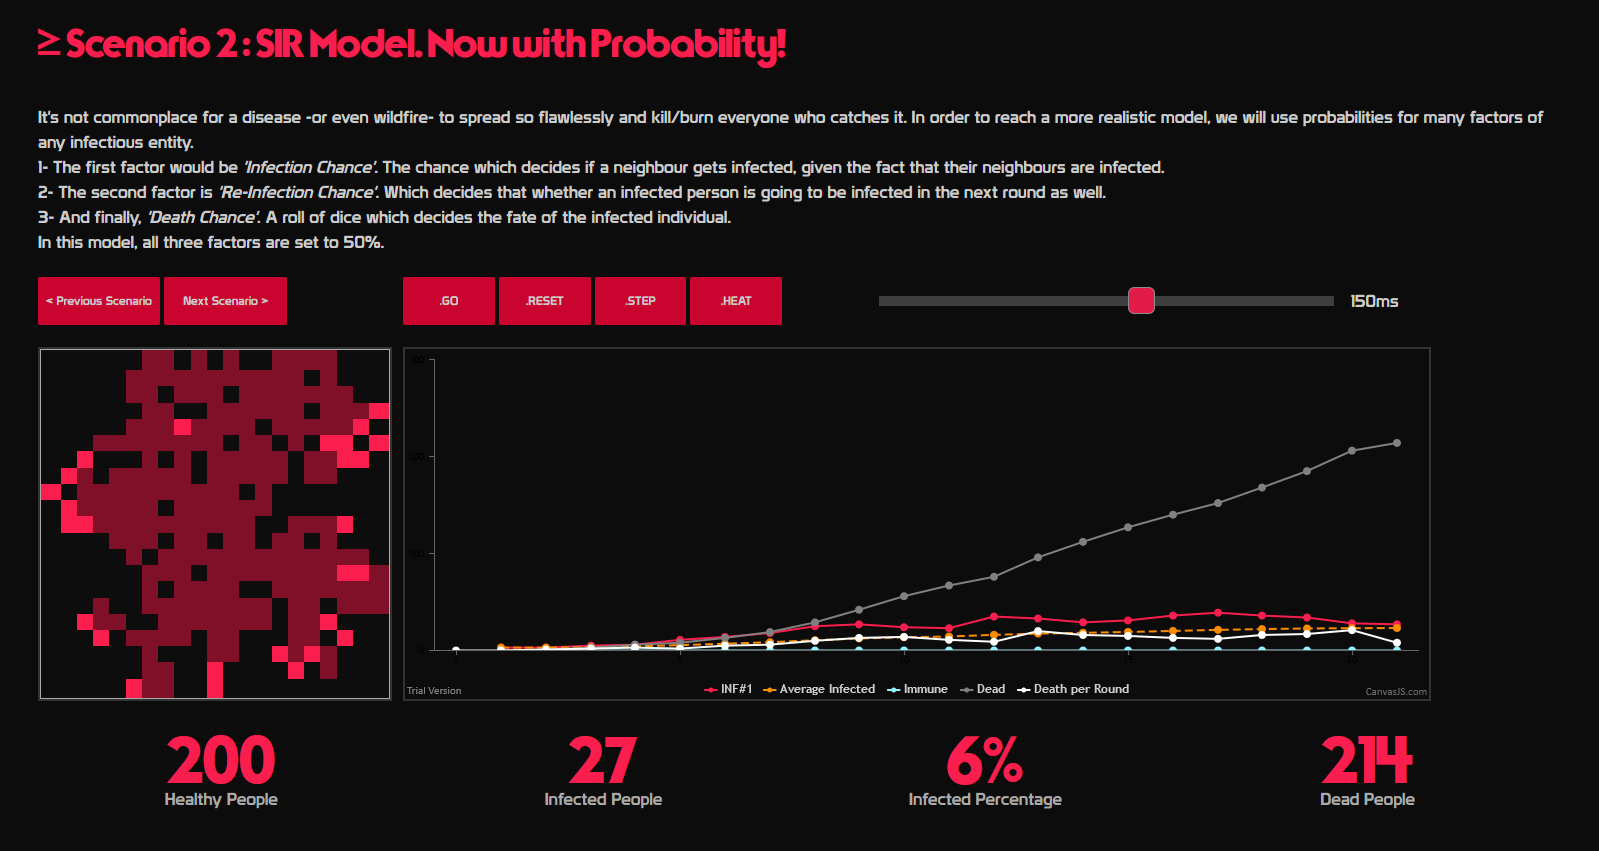 ≥ Scenario 2 : SIR Model. Now with Probability!
It's not commonplace for a disease -or even wildfire- to spread so flawlessly and kill/burn everyone who catches it. In order to reach a more realistic model, we will use probabilities for many factors of
any infectious entity.
1- The first factor would be 'Infection Chance'. The chance which decides if a neighbour gets infected, given the fact that their neighbours are infected.
2- The second factor is 'Re-Infection Chance'. Which decides that whether an infected person is going to be infected in the next round as well.
3- And finally, 'Death Chance'. A roll of dice which decides the fate of the infected individual.
In this model, all three factors are set to 50%.
< Previous Scenario Next Scenario > .GO .RESET .STEP .HEAT 150ms
300
200
100
0
0 5 10 15 20
Trial Version INF#1 Average Infected Immune Dead Death per Round CanvasJS.com
200 27 6% 214
Healthy People Infected People Infected Percentage Dead People